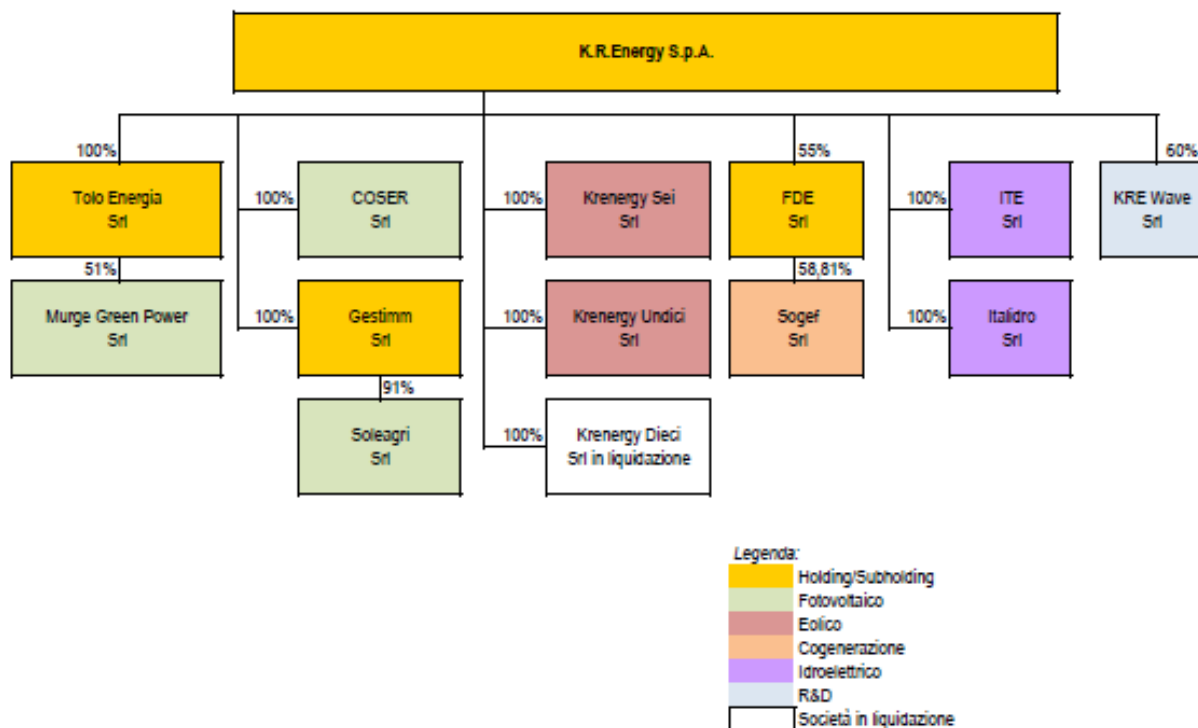 K.R.Energy S.p.A.
100%
55%
60%
Tolo Energia
Srl
100%
COSER
Srl
100%
Krenergy Sei
Srl
FDE
Srl
100%
ITE
Srl
KRE Wave
Srl
51%
58,81%
Murge Green Power
Srl
100%
Gestimm
Srl
100%
Krenergy Undici
Srl
Sogef
Srl
100%
Italidro
Srl
91%
Soleagri
Srl
100%
Krenergy Dieci
Srl in liquidazione
Legenda:
Holding/Subholding
Fotovoltaico
Eolico
Cogenerazione
Idroelettrico
R&D
Società in liquidazione